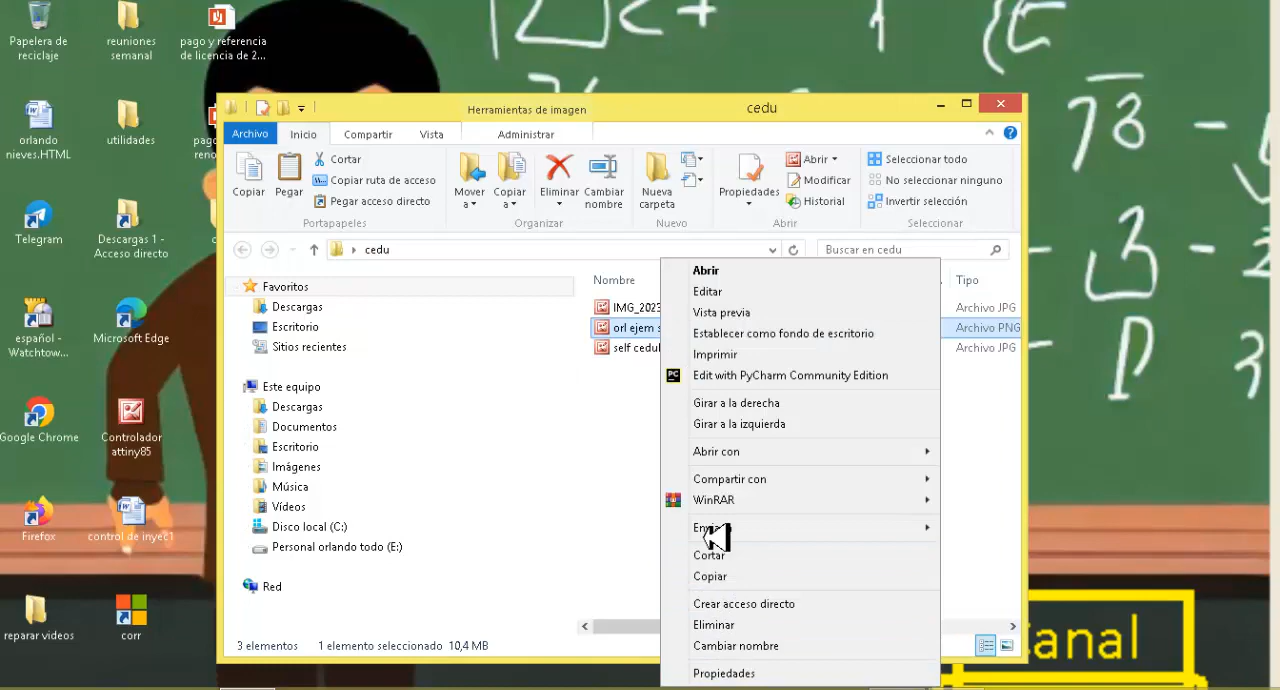 Papelera de
reciclaje
reuniones
semanal
pago y referencia
de licencia de 2...
orlando
nieves.HTML
utilidades
Telegram
Descargas 1 -
Acceso directo
español -
Watchtow...
Microsoft Edge
Google Chrome
Controlador
attiny85
Firefox
control de inyec1
reparar videos
corr
Herramientas de imagen
cedu
Archivo
Inicio
Compartir
Vista
Administrar
Copiar
Pegar
Cortar
Copiar ruta de acceso
Pegar acceso directo
Portapapeles
Mover
a
Copiar
a
Eliminar
Cambiar
nombre
Organizar
Nueva
carpeta
Nuevo
Propiedades
Abrir
Modificar
Historial
Abrir
Seleccionar todo
No seleccionar ninguno
Invertir selección
Seleccionar
cedu
Buscar en cedu
Favoritos
Descargas
Escritorio
Sitios recientes
Este equipo
Descargas
Documentos
Escritorio
Imágenes
Música
Vídeos
Disco local (C:)
Personal orlando todo (E:)
Red
Nombre
Tipo
IMG_2023
Archivo JPG
orl ejem s
Archivo PNG
self cedul
Archivo JPG
Abrir
Editar
Vista previa
Establecer como fondo de escritorio
Imprimir
PC Edit with PyCharm Community Edition
Girar a la derecha
Girar a la izquierda
Abrir con
Compartir con
WinRAR
Cortar
Copiar
Crear acceso directo
Eliminar
Cambiar nombre
Propiedades
3 elementos 1 elemento seleccionado 10,4 MB